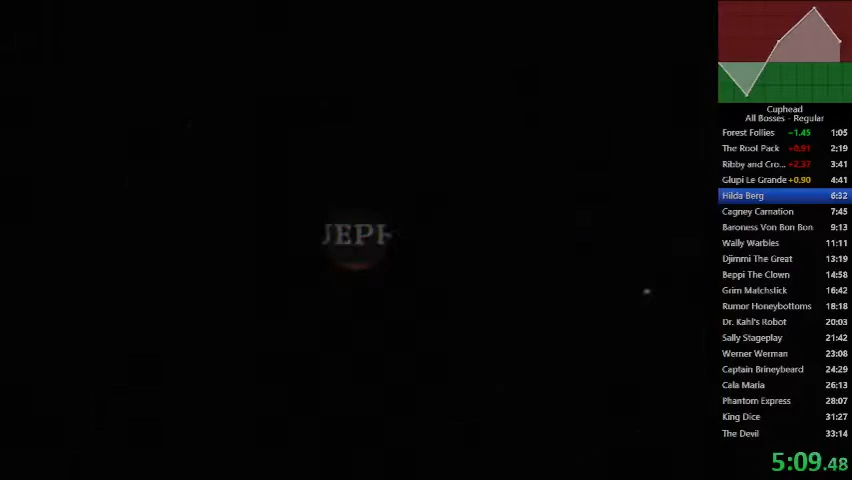 Cuphead
All Bosses - Regular
Forest Follies −1.45 1:05
The Root Pack +0.91 2:19
Ribby and Cro... +2.37 3:41
Glupi Le Grande +0.90 4:41
Hilda Berg 6:32
Cagney Carnation 7:45
Baroness Von Bon Bon 9:13
Wally Warbles 11:11
Djimmi The Great 13:19
Beppi The Clown 14:58
Grim Matchslick 16:42
Rumor Honeybottoms 18:18
Dr. Kahl's Robot 20:03
Sally Stageplay 21:42
Werner Werman 23:08
Captain Brineybeard 24:29
Cala Maria 26:13
Phantom Express 28:07
King Dice 31:27
The Devil 33:14
5:09.48